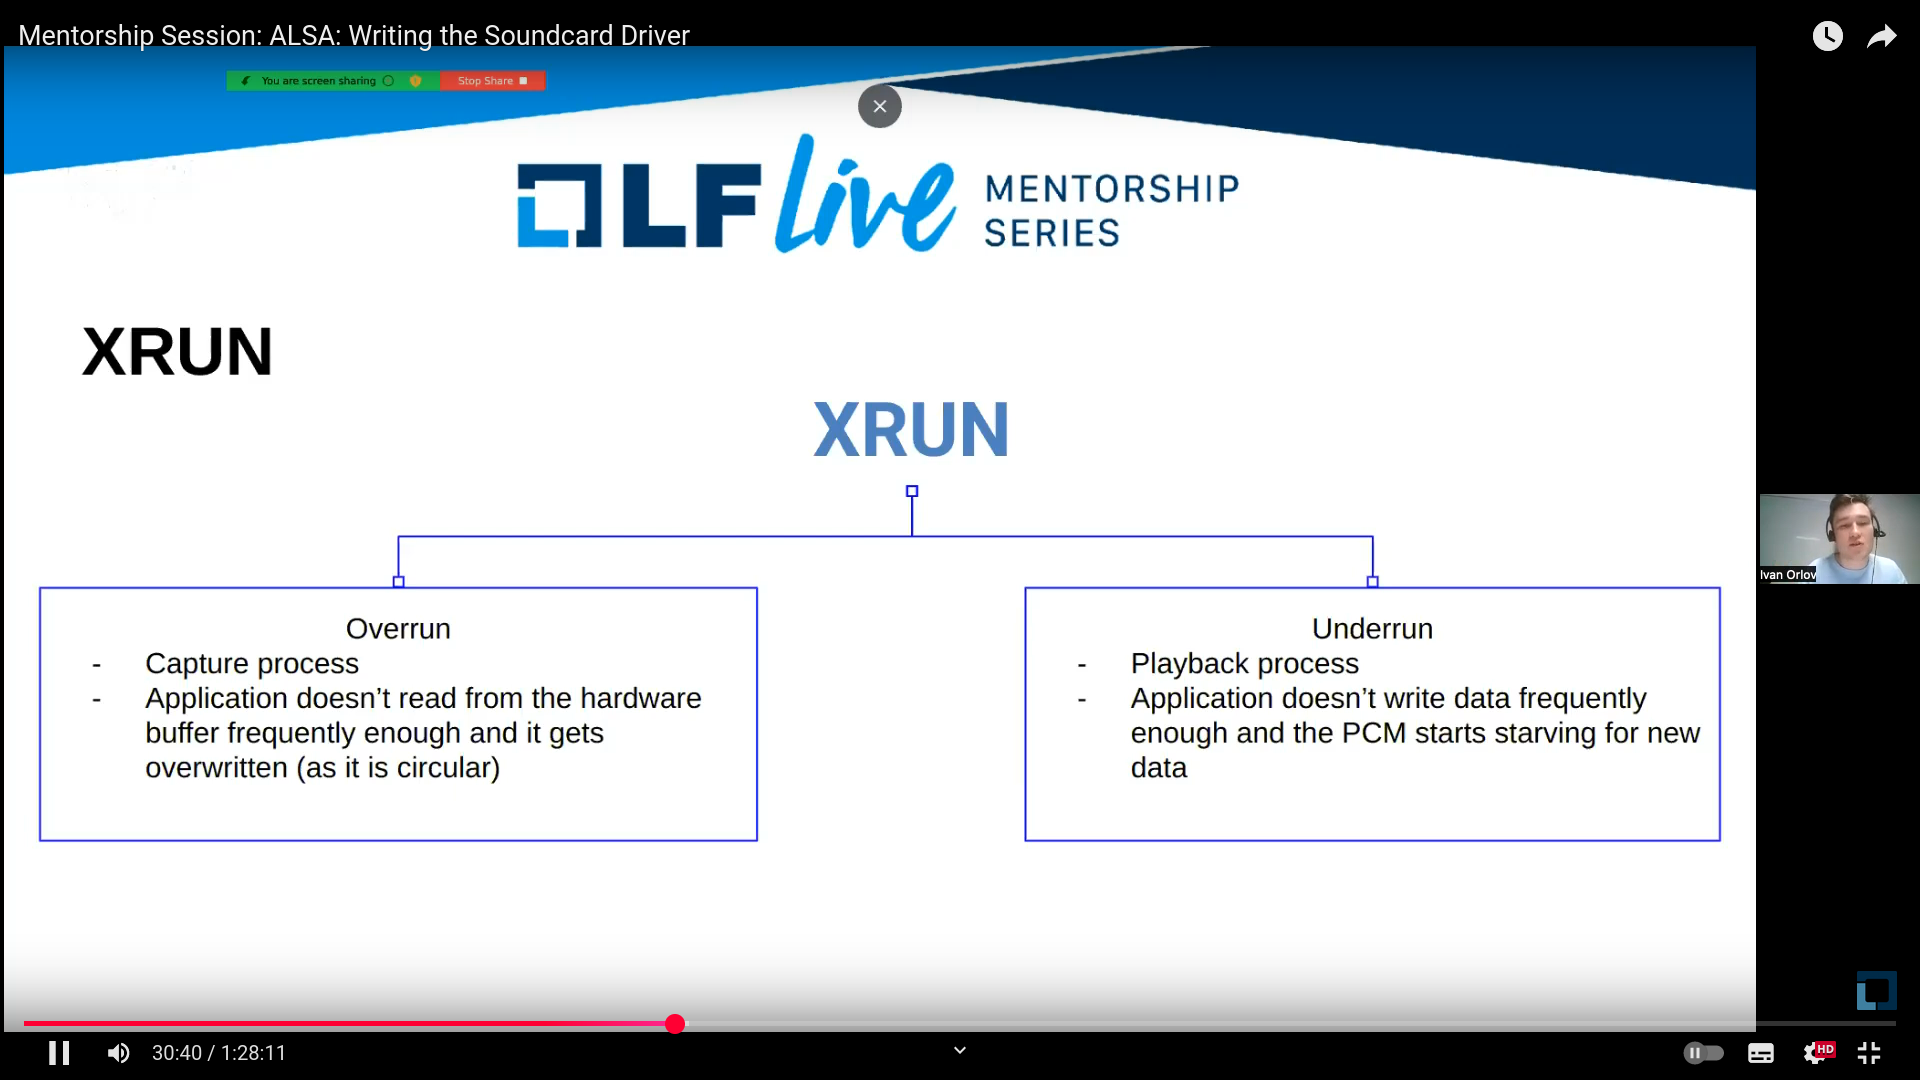 Mentorship Session: ALSA: Writing the Soundcard Driver
You are screen sharing
Stop Share
LF Live MENTORSHIP
SERIES
XRUN
XRUN
Overrun
- Capture process
- Application doesn’t read from the hardware
buffer frequently enough and it gets
overwritten (as it is circular)
Underrun
- Playback process
- Application doesn’t write data frequently
enough and the PCM starts starving for new
data
Ivan Orlov
30:40 / 1:28:11
HD